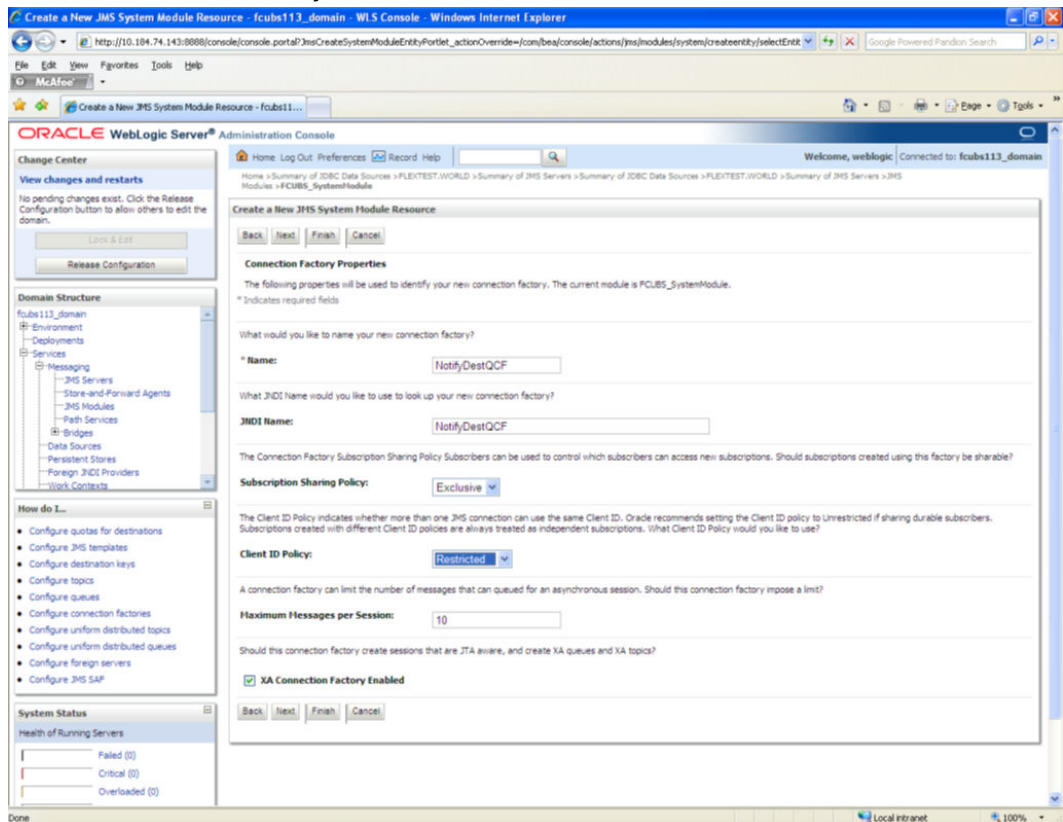 Create a New JMS System Module Resource - fcubs113_domain - WLS Console - Windows Internet Explorer
http://10.184.74.143:8888/console/console.portal?JmsCreateSystemModuleEntityPortlet_actionOverride=/com/bea/console/actions/jms/modules/system/createentity/selectEntit
Google Powered Pandion Search
File Edit View Favorites Tools Help
McAfee
Create a New JMS System Module Resource - fcubs11...
Page Tools
ORACLE WebLogic Server® Administration Console
Change Center
View changes and restarts
No pending changes exist. Click the Release
Configuration button to allow others to edit the
domain.
Lock & Edit
Release Configuration
Domain Structure
fcubs113_domain
Environment
Deployments
Services
Messaging
JMS Servers
Store-and-Forward Agents
JMS Modules
Path Services
Bridges
Data Sources
Persistent Stores
Foreign JNDI Providers
Work Contexts
How do I...
Configure quotas for destinations
Configure JMS templates
Configure destination keys
Configure topics
Configure queues
Configure connection factories
Configure uniform distributed topics
Configure uniform distributed queues
Configure foreign servers
Configure JMS SAF
System Status
Health of Running Servers
Failed (0)
Critical (0)
Overloaded (0)
Home Log Out Preferences Record Help
Welcome, weblogic Connected to: fcubs113_domain
Home >Summary of JDBC Data Sources >FLEXTEST.WORLD >Summary of JMS Servers >Summary of JDBC Data Sources >FLEXTEST.WORLD >Summary of JMS Servers >JMS
Modules >FCUBS_SystemModule
Create a New JMS System Module Resource
Back Next Finish Cancel
Connection Factory Properties
The following properties will be used to identify your new connection factory. The current module is FCUBS_SystemModule.
* Indicates required fields
What would you like to name your new connection factory?
* Name: NotifyDestQCF
What JNDI Name would you like to use to look up your new connection factory?
JNDI Name: NotifyDestQCF
The Connection Factory Subscription Sharing Policy Subscribers can be used to control which subscribers can access new subscriptions. Should subscriptions created using this factory be sharable?
Subscription Sharing Policy: Exclusive
The Client ID Policy indicates whether more than one JMS connection can use the same Client ID. Oracle recommends setting the Client ID policy to Unrestricted if sharing durable subscribers.
Subscriptions created with different Client ID policies are always treated as independent subscriptions. What Client ID Policy would you like to use?
Client ID Policy: Restricted
A connection factory can limit the number of messages that can queued for an asynchronous session. Should this connection factory impose a limit?
Maximum Messages per Session: 10
Should this connection factory create sessions that are JTA aware, and create XA queues and XA topics?
XA Connection Factory Enabled
Back Next Finish Cancel
Done
Local intranet
100%